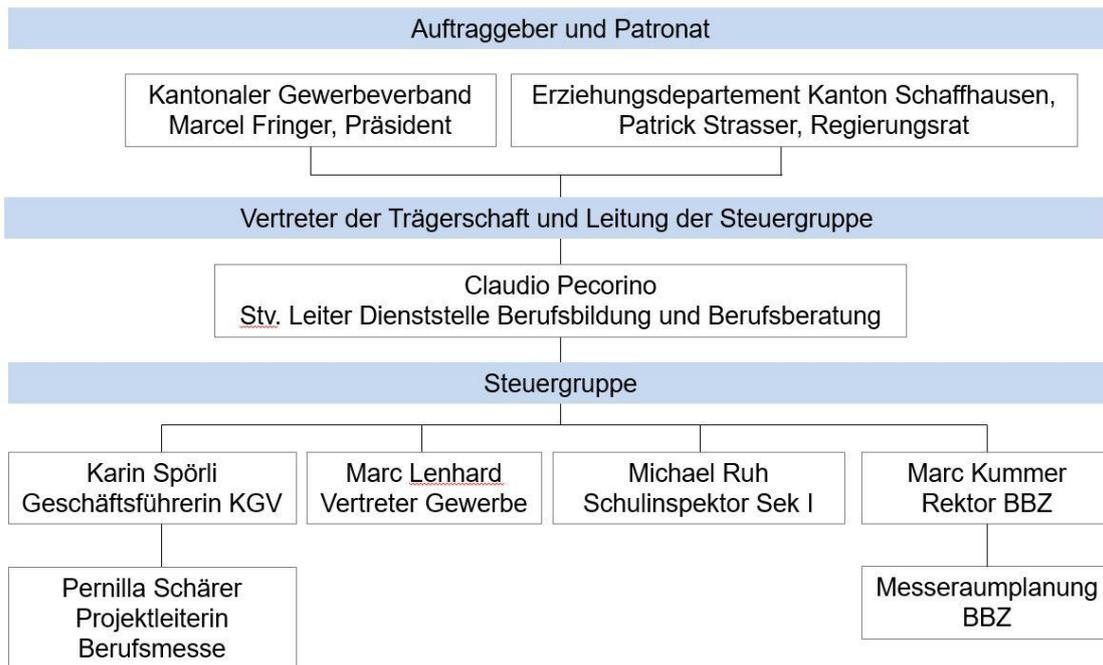 Auftraggeber und Patronat
Kantonaler Gewerbeverband
Marcel Fringer, Präsident
Erziehungsdepartement Kanton Schaffhausen,
Patrick Strasser, Regierungsrat
Vertreter der Trägerschaft und Leitung der Steuergruppe
Claudio Pecorino
Stv. Leiter Dienststelle Berufsbildung und Berufsberatung
Steuergruppe
Karin Spörli
Geschäftsführerin KGV
Marc Lenhard
Vertreter Gewerbe
Michael Ruh
Schulinspektor Sek I
Marc Kummer
Rektor BBZ
Pernilla Schärer
Projektleiterin
Berufsmesse
Messeraumplanung
BBZ